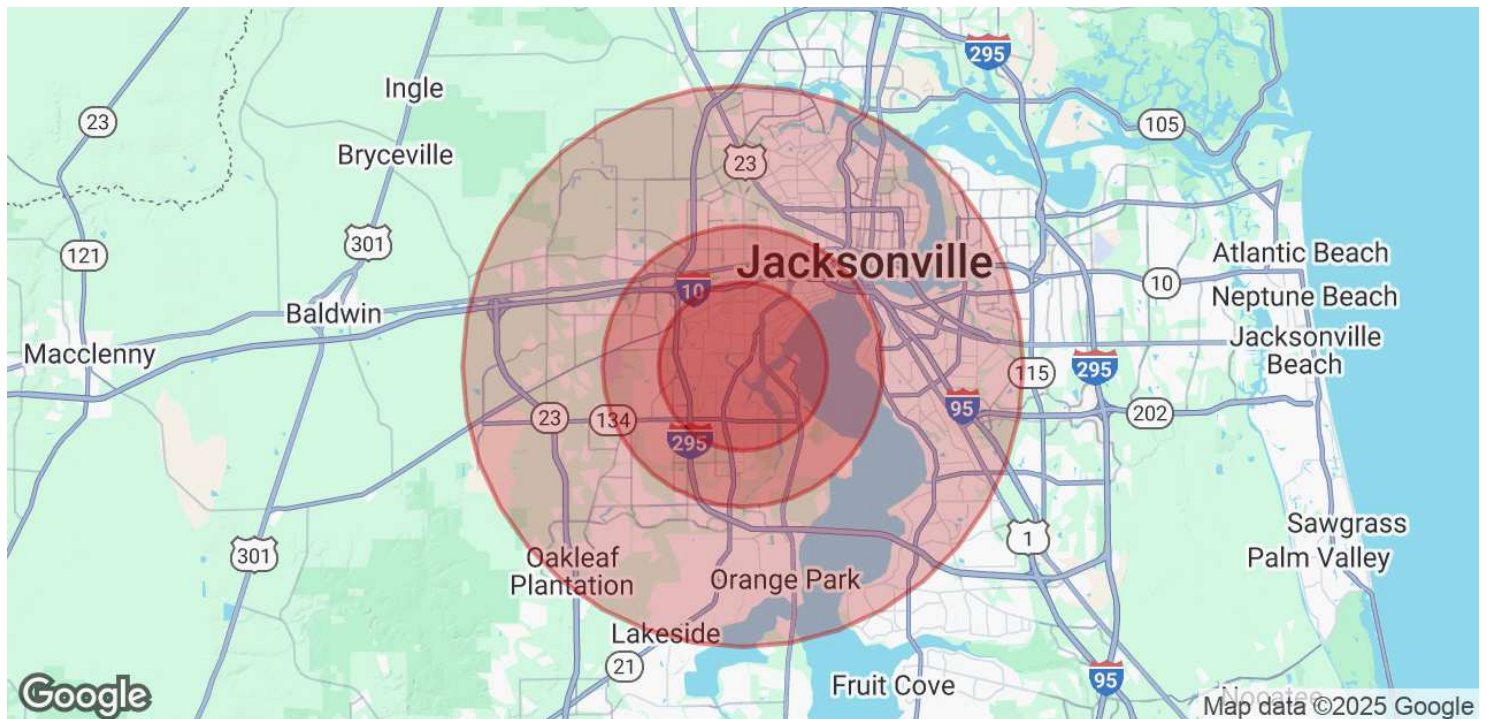 295
Ingle
23
105
Bryceville
23
301
121
Jacksonville
Atlantic Beach
10
10
Neptune Beach
Baldwin
Jacksonville
Beach
Macclenny
115
295
23
134
95
202
295
Sawgrass
1
301
Palm Valley
Oakleaf
Plantation
Orange Park
Lakeside
21
Fruit Cove
95
Google
Nocatee
Map data ©2025 Google